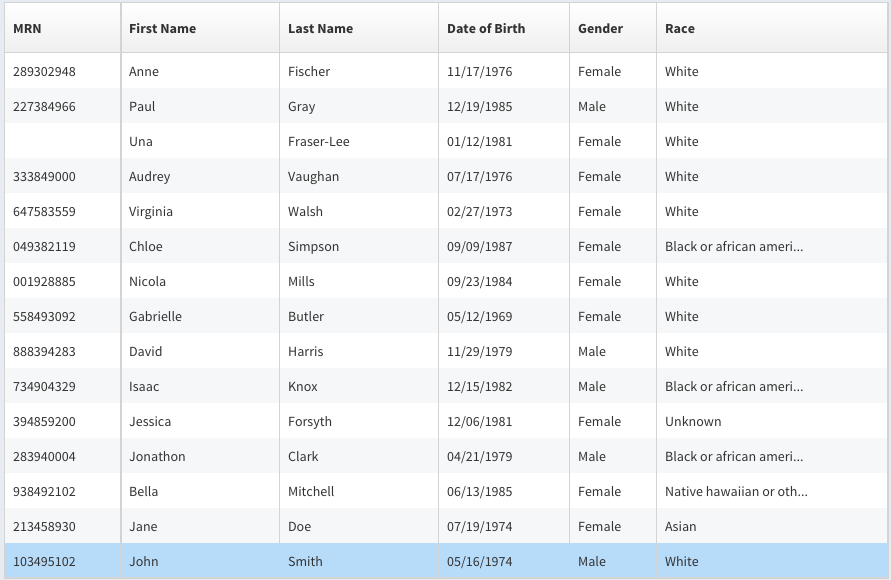 MRN First Name Last Name Date of Birth Gender Race
289302948 Anne Fischer 11/17/1976 Female White
227384966 Paul Gray 12/19/1985 Male White
Una Fraser-Lee 01/12/1981 Female White
333849000 Audrey Vaughan 07/17/1976 Female White
647583559 Virginia Walsh 02/27/1973 Female White
049382119 Chloe Simpson 09/09/1987 Female Black or african ameri...
001928885 Nicola Mills 09/23/1984 Female White
558493092 Gabrielle Butler 05/12/1969 Female White
888394283 David Harris 11/29/1979 Male White
734904329 Isaac Knox 12/15/1982 Male Black or african ameri...
394859200 Jessica Forsyth 12/06/1981 Female Unknown
283940004 Jonathon Clark 04/21/1979 Male Black or african ameri...
938492102 Bella Mitchell 06/13/1985 Female Native hawaiian or oth...
213458930 Jane Doe 07/19/1974 Female Asian
103495102 John Smith 05/16/1974 Male White